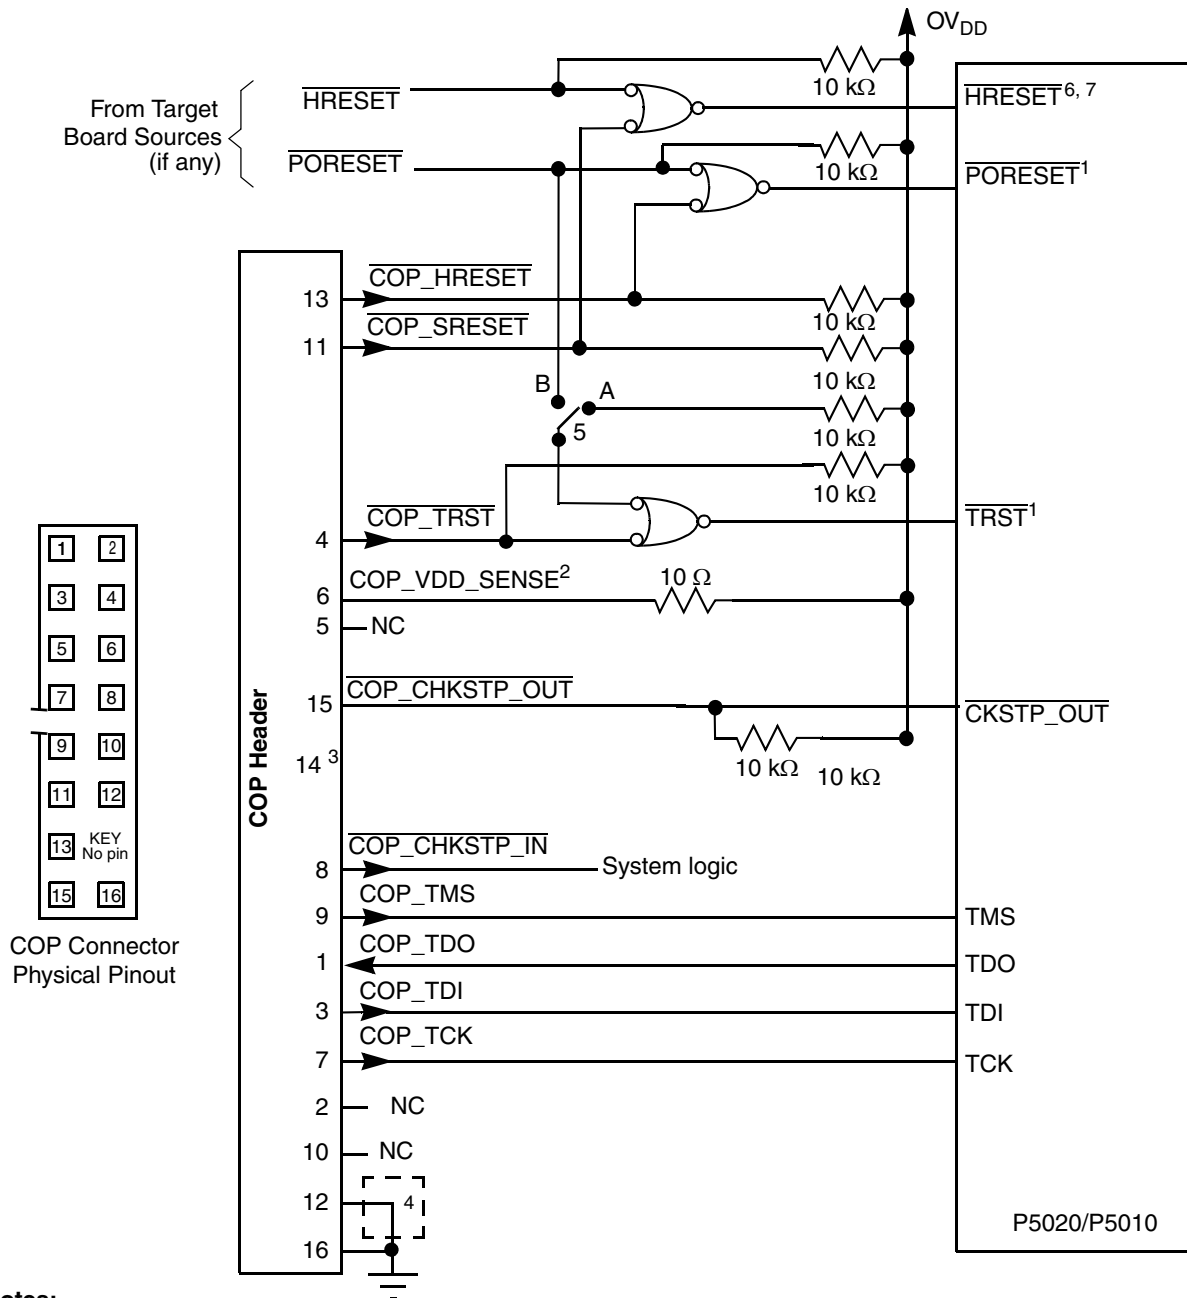 OVDD
10 kΩ
From Target
Board Sources
(if any)
HRESET
HRESET6, 7
PORESET
10 kΩ
PORESET1
13
COP_HRESET
10 kΩ
11
COP_SRESET
10 kΩ
B
A
5
10 kΩ
10 kΩ
4
COP_TRST
TRST1
6
COP_VDD_SENSE2
10 Ω
5
NC
15
COP_CHKSTP_OUT
CKSTP_OUT
10 kΩ
10 kΩ
14 3
COP Header
8
COP_CHKSTP_IN
System logic
9
COP_TMS
TMS
1
COP_TDO
TDO
3
COP_TDI
TDI
7
COP_TCK
TCK
2
NC
10
NC
12
4
16
P5020/P5010
1 2
3 4
5 6
7 8
9 10
11 12
13 KEY
No pin
15 16
COP Connector
Physical Pinout